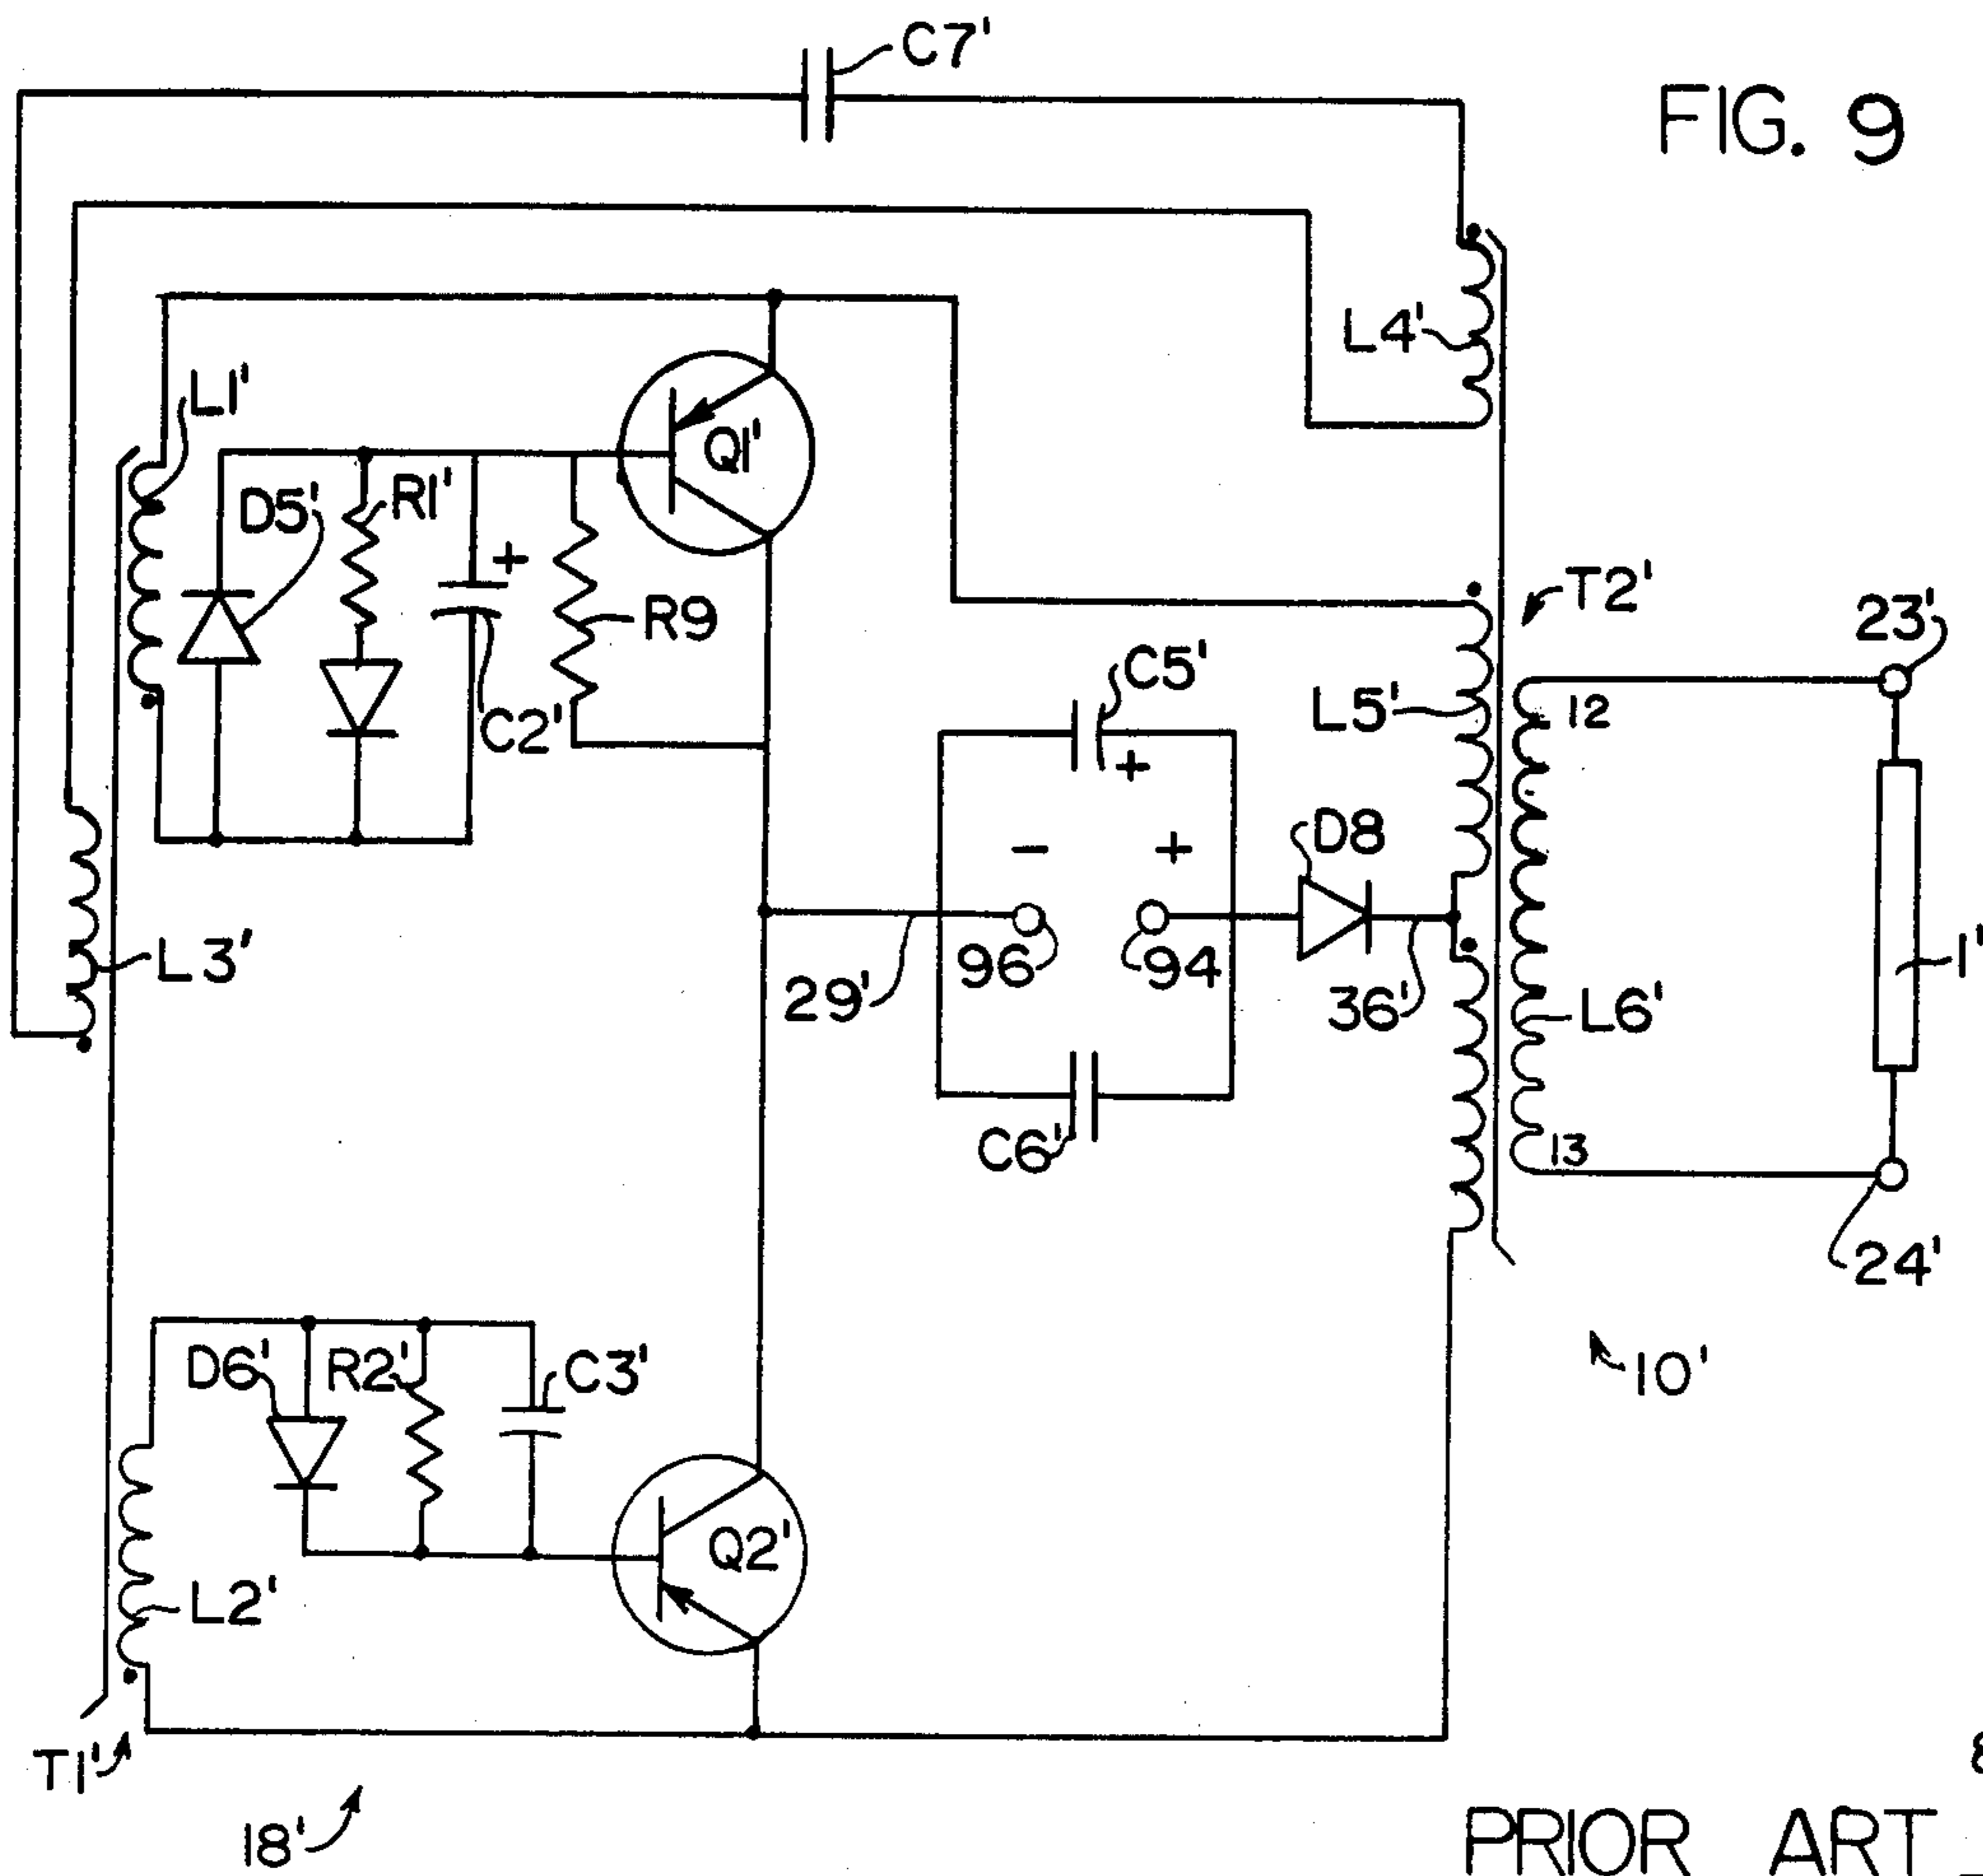 C7'
FIG. 9
L4'
L1'
Q1'
D5'
R1'
+
R9
T2'
23'
C5'
L5'
12
C2'
+
D8
-
+
1'
L3'
96
94
29'
36'
L6'
C6'
13
24'
D6'
R2'
C3'
10'
Q2'
L2'
T1'
8
18'
PRIOR ART